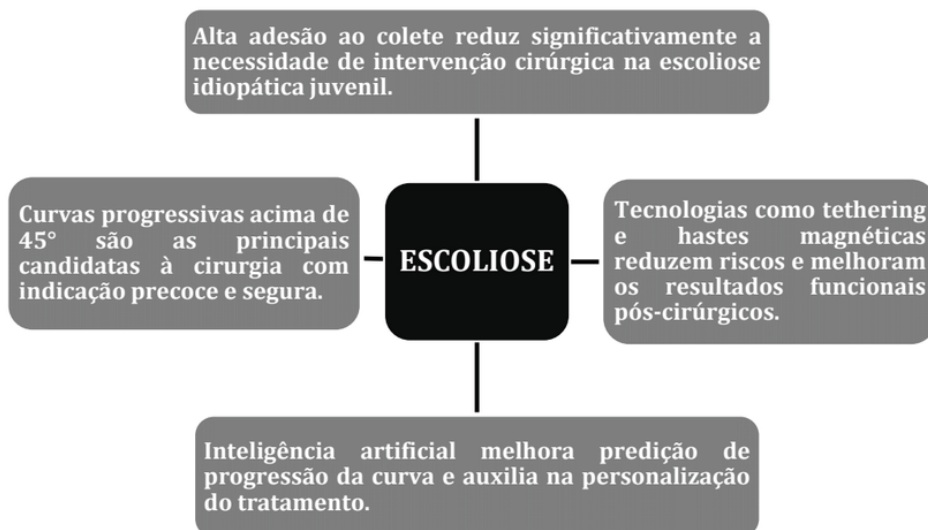 Alta adesão ao colete reduz significativamente a
necessidade de intervenção cirúrgica na escoliose
idiopática juvenil.
Curvas progressivas acima de
45° são as principais
candidatas à cirurgia com
indicação precoce e segura.
ESCOLIOSE
Tecnologias como tethering
e hastes magnéticas
reduzem riscos e melhoram
os resultados funcionais
pós-cirúrgicos.
Inteligência artificial melhora predição de
progressão da curva e auxilia na personalização
do tratamento.